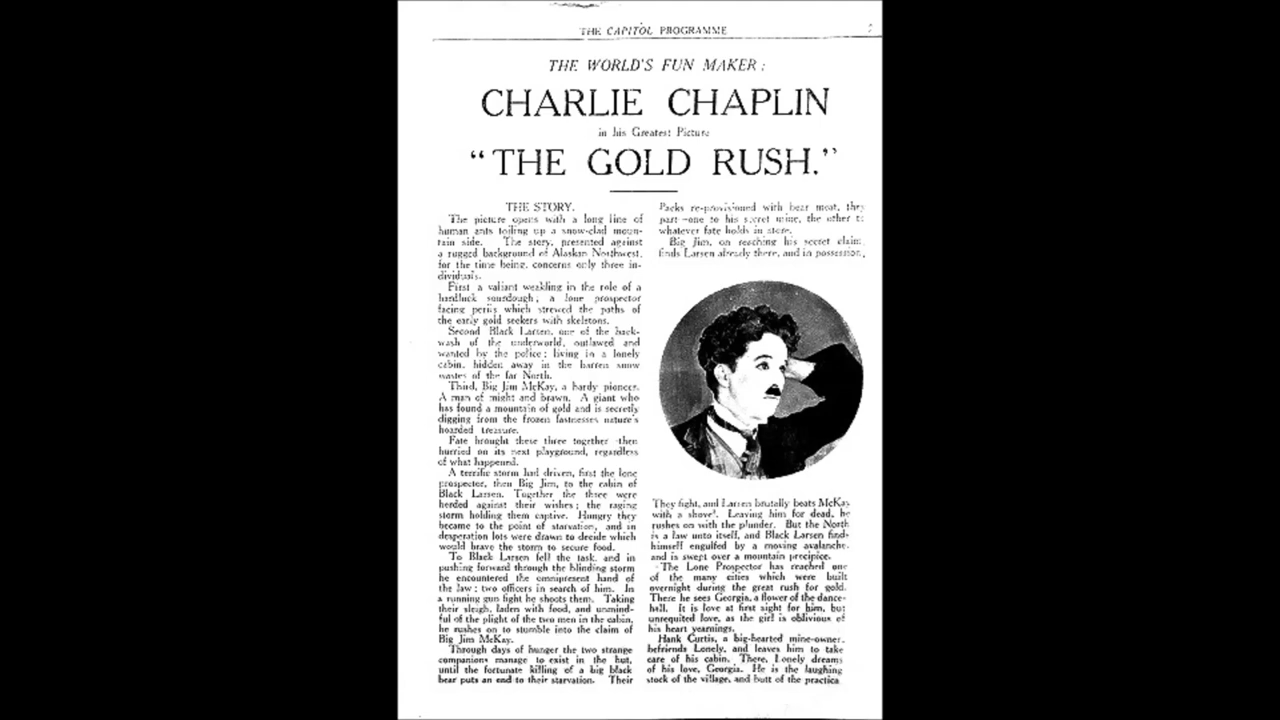 THE CAPITOL PROGRAMME
7
THE WORLD'S FUN MAKER:
CHARLIE CHAPLIN
in his Greatest Picture
"THE GOLD RUSH."
THE STORY.
The picture opens with a long line of
human ants toiling up a snow-clad moun-
tain side. The story, presented against
a rugged background of Alaskan Northwest,
for the time being, concerns only three in-
dividuals.
First a valiant weakling in the role of a
hardluck sourdough; a lone prospector
facing perils which strewed the paths of
the early gold seekers with skeletons.
Second Black Larsen, one of the back-
wash of the underworld, outlawed and
wanted by the police; living in a lonely
cabin, hidden away in the barren snow
wastes of the far North.
Third, Big Jim McKay, a hardy pioneer.
A man of might and brawn. A giant who
has found a mountain of gold and is secretly
digging from the frozen fastnesses nature's
hoarded treasure.
Fate brought these three together—then
hurried on its next playground, regardless
of what happened.
A terrific storm had driven, first the lone
prospector, then Big Jim, to the cabin of
Black Larsen. Together the three were
herded against their wishes; the raging
storm holding them captive. Hungry they
became to the point of starvation, and in
desperation lots were drawn to decide which
would brave the storm to secure food.
To Black Larsen fell the task, and in
pushing forward through the blinding storm
he encountered the omnipresent hand of
the law; two officers in search of him. In
a running gun fight he shoots them. Taking
their sleigh, laden with food, and unmind-
ful of the plight of the two men in the cabin,
he rushes on to stumble into the claim of
Big Jim McKay.
Through days of hunger the two strange
companions manage to exist in the hut,
until the fortunate killing of a big black
bear puts an end to their starvation. Their
Packs re-provisioned with bear meat, they
part—one to his secret mine, the other to
whatever fate holds in store.
Big Jim, on reaching his secret claim,
finds Larsen already there, and in possession,
They fight, and Larsen brutally beats McKay
with a shovel. Leaving him for dead, he
rushes on with the plunder. But the North
is a law unto itself, and Black Larsen finds
himself engulfed by a moving avalanche,
and is swept over a mountain precipice.
The Lone Prospector has reached one
of the many cities which were built
overnight during the great rush for gold.
There he sees Georgia, a flower of the dance-
hall. It is love at first sight for him, but
unrequited love, as the girl is oblivious of
his heart yearnings.
Hank Curtis, a big-hearted mine-owner,
befriends Lonely, and leaves him to take
care of his cabin. There, Lonely dreams
of his love, Georgia. He is the laughing
stock of the village, and butt of the practica